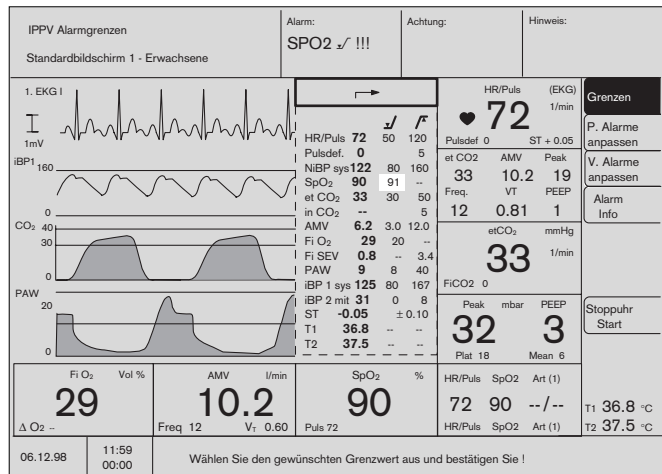 IPPV Alarmgrenzen
Standardbildschirm 1 - Erwachsene
Alarm:
SPO2 !!!
Achtung:
Hinweis:
1. EKG I
1mV
iBP1
160
0
CO2
40
30
0
PAW
20
0
HR/Puls 72 50 120
Pulsdef. 0 5
NiBP sys 122 80 160
SpO2 90 91 --
et CO2 33 30 50
in CO2 -- 5
AMV 6.2 3.0 12.0
Fi O2 29 20 --
Fi SEV 0.8 -- 3.4
PAW 9 8 40
iBP 1 sys 125 80 167
iBP 2 mit 31 0 8
ST -0.05 ± 0.10
T1 36.8 -- --
T2 37.5 -- --
HR/Puls (EKG)
72 1/min
Pulsdef 0 ST + 0.05
et CO2 AMV Peak
33 10.2 19
Freq. VT PEEP
12 0.81 1
etCO2 mmHg
33 1/min
FiCO2 0
Peak mbar PEEP
32 3
Plat 18 Mean 6
Grenzen
P. Alarme
anpassen
V. Alarme
anpassen
Alarm
Info
Stoppuhr
Start
Fi O2 Vol %
29
Δ O2 --
AMV l/min
10.2
Freq 12 VT 0.60
SpO2 %
90
Puls 72
HR/Puls SpO2 Art (1)
72 90 --/--
HR/Puls SpO2 Art (1)
T1 36.8 °C
T2 37.5 °C
06.12.98
11:59
00:00
Wählen Sie den gewünschten Grenzwert aus und bestätigen Sie !